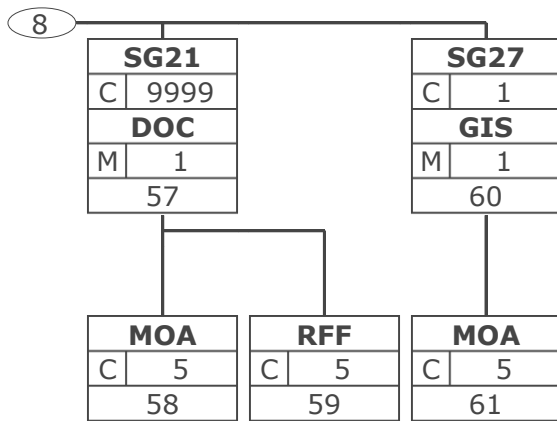 8
SG21
C 9999
DOC
M 1
57
SG27
C 1
GIS
M 1
60
MOA
C 5
58
RFF
C 5
59
MOA
C 5
61